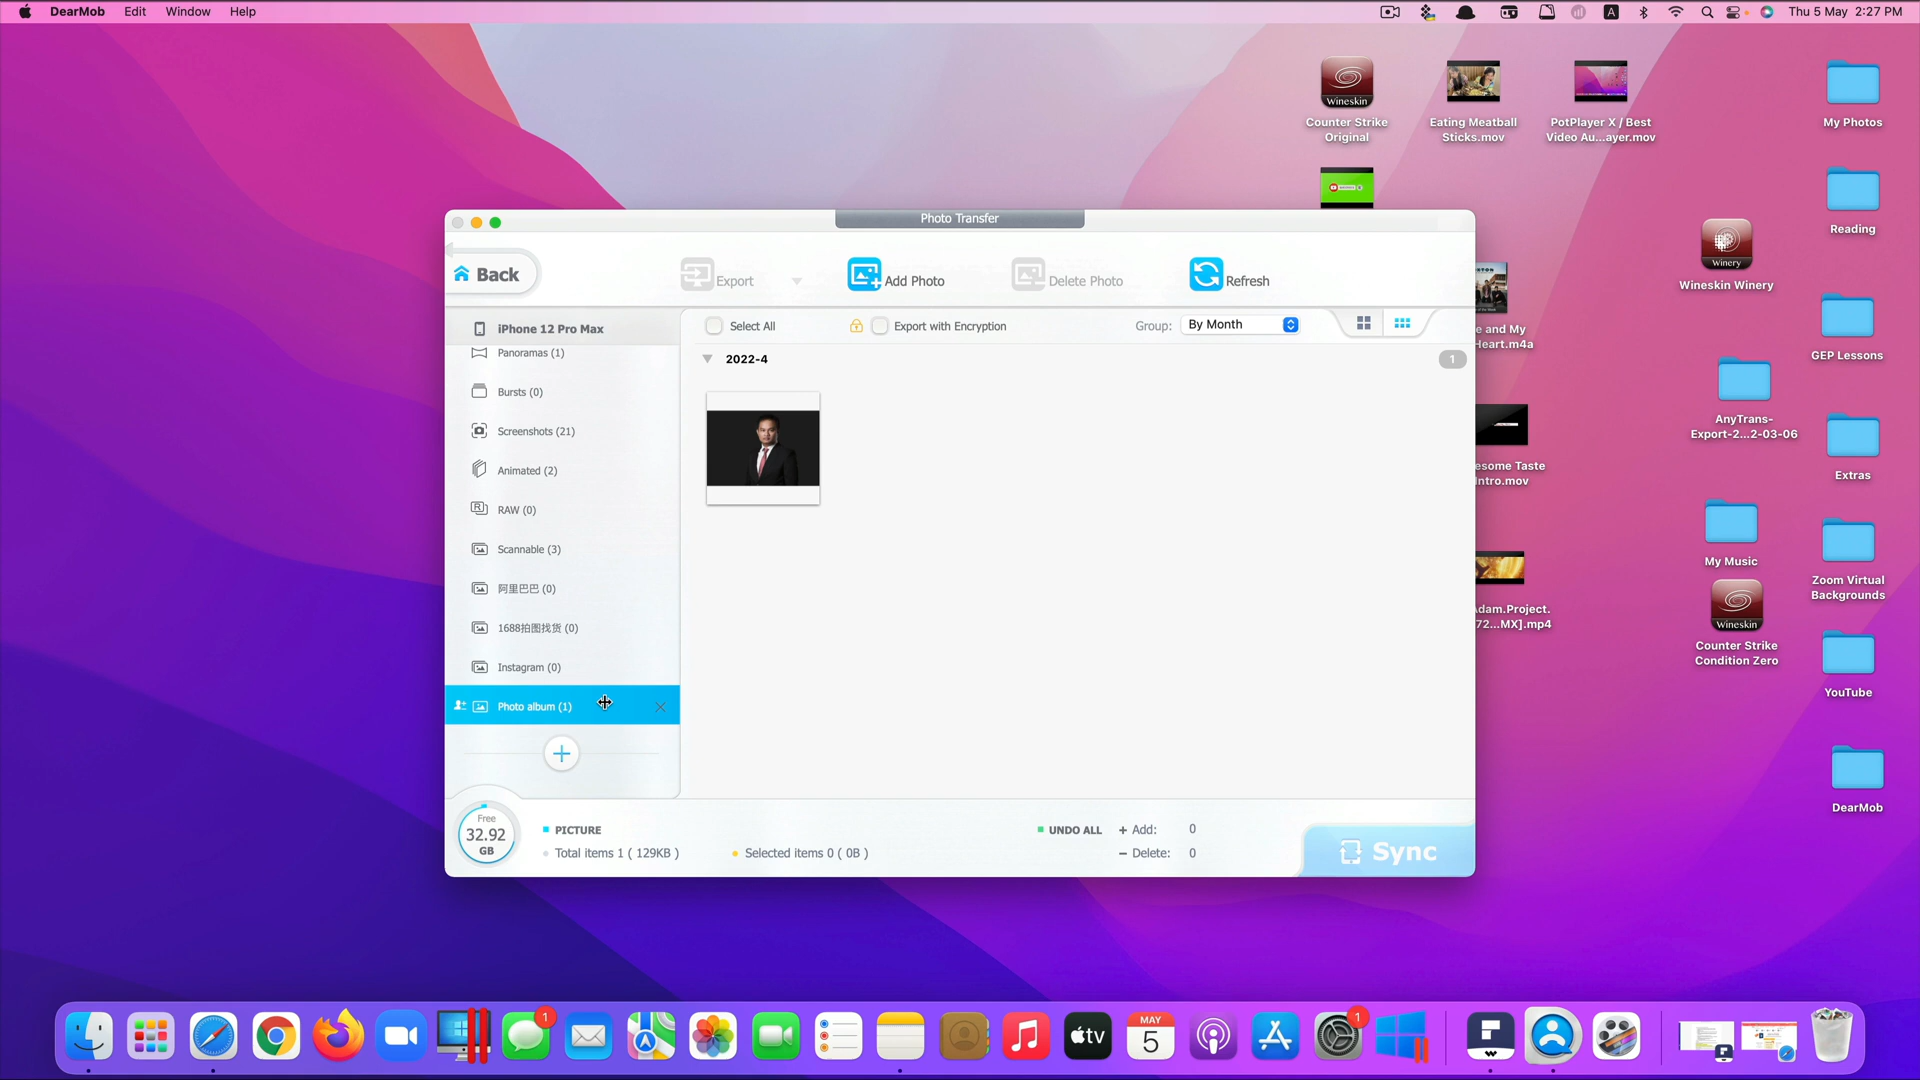 DearMob Edit Window Help
A
Thu 5 May 2:27 PM
Wineskin
Counter Strike
Original
Eating Meatball
Sticks.mov
PotPlayer X / Best
Video Au...ayer.mov
My Photos
Reading
Winery
Wineskin Winery
GEP Lessons
e and My
Heart.m4a
AnyTrans-
Export-2...2-03-06
Extras
esome Taste
Intro.mov
My Music
Zoom Virtual
Backgrounds
Adam.Project.
72...MX].mp4
Wineskin
Counter Strike
Condition Zero
YouTube
DearMob
Photo Transfer
Back
Export
Add Photo
Delete Photo
Refresh
iPhone 12 Pro Max
Select All
Export with Encryption
Group: By Month
Panoramas (1)
2022-4
1
Bursts (0)
Screenshots (21)
Animated (2)
RAW (0)
Scannable (3)
阿里巴巴 (0)
1688拍图找货 (0)
Instagram (0)
Photo album (1)
Free
32.92
GB
PICTURE
Total items 1 ( 129KB )
Selected items 0 ( 0B )
UNDO ALL
+ Add: 0
− Delete: 0
Sync
1
tv
MAY
5
1